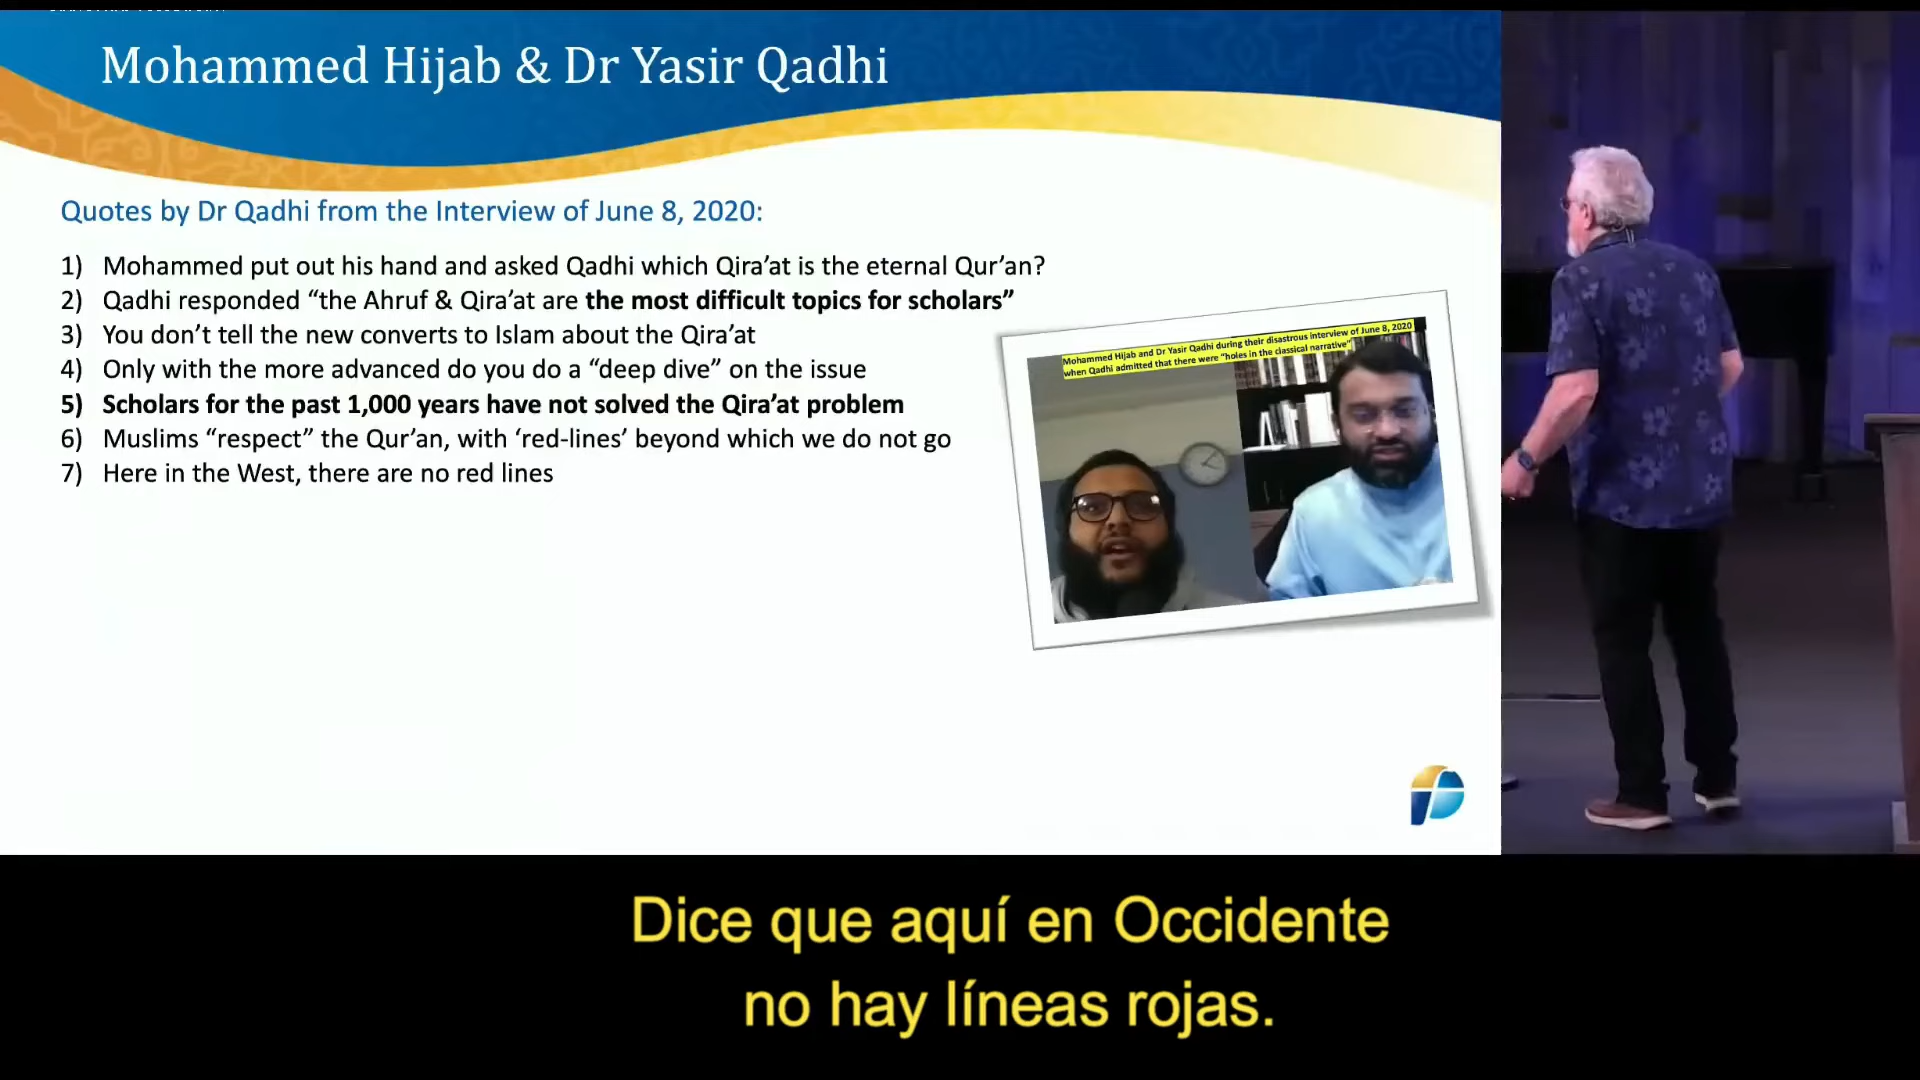 Mohammed Hijab & Dr Yasir Qadhi
Quotes by Dr Qadhi from the Interview of June 8, 2020:
1) Mohammed put out his hand and asked Qadhi which Qira’at is the eternal Qur’an?
2) Qadhi responded “the Ahruf & Qira’at are the most difficult topics for scholars”
3) You don’t tell the new converts to Islam about the Qira’at
4) Only with the more advanced do you do a “deep dive” on the issue
5) Scholars for the past 1,000 years have not solved the Qira’at problem
6) Muslims “respect” the Qur’an, with ‘red-lines’ beyond which we do not go
7) Here in the West, there are no red lines
Mohammed Hijab and Dr Yasir Qadhi during their disastrous interview of June 8, 2020
when Qadhi admitted that there were “holes in the classical narrative”
Dice que aquí en Occidente
no hay líneas rojas.